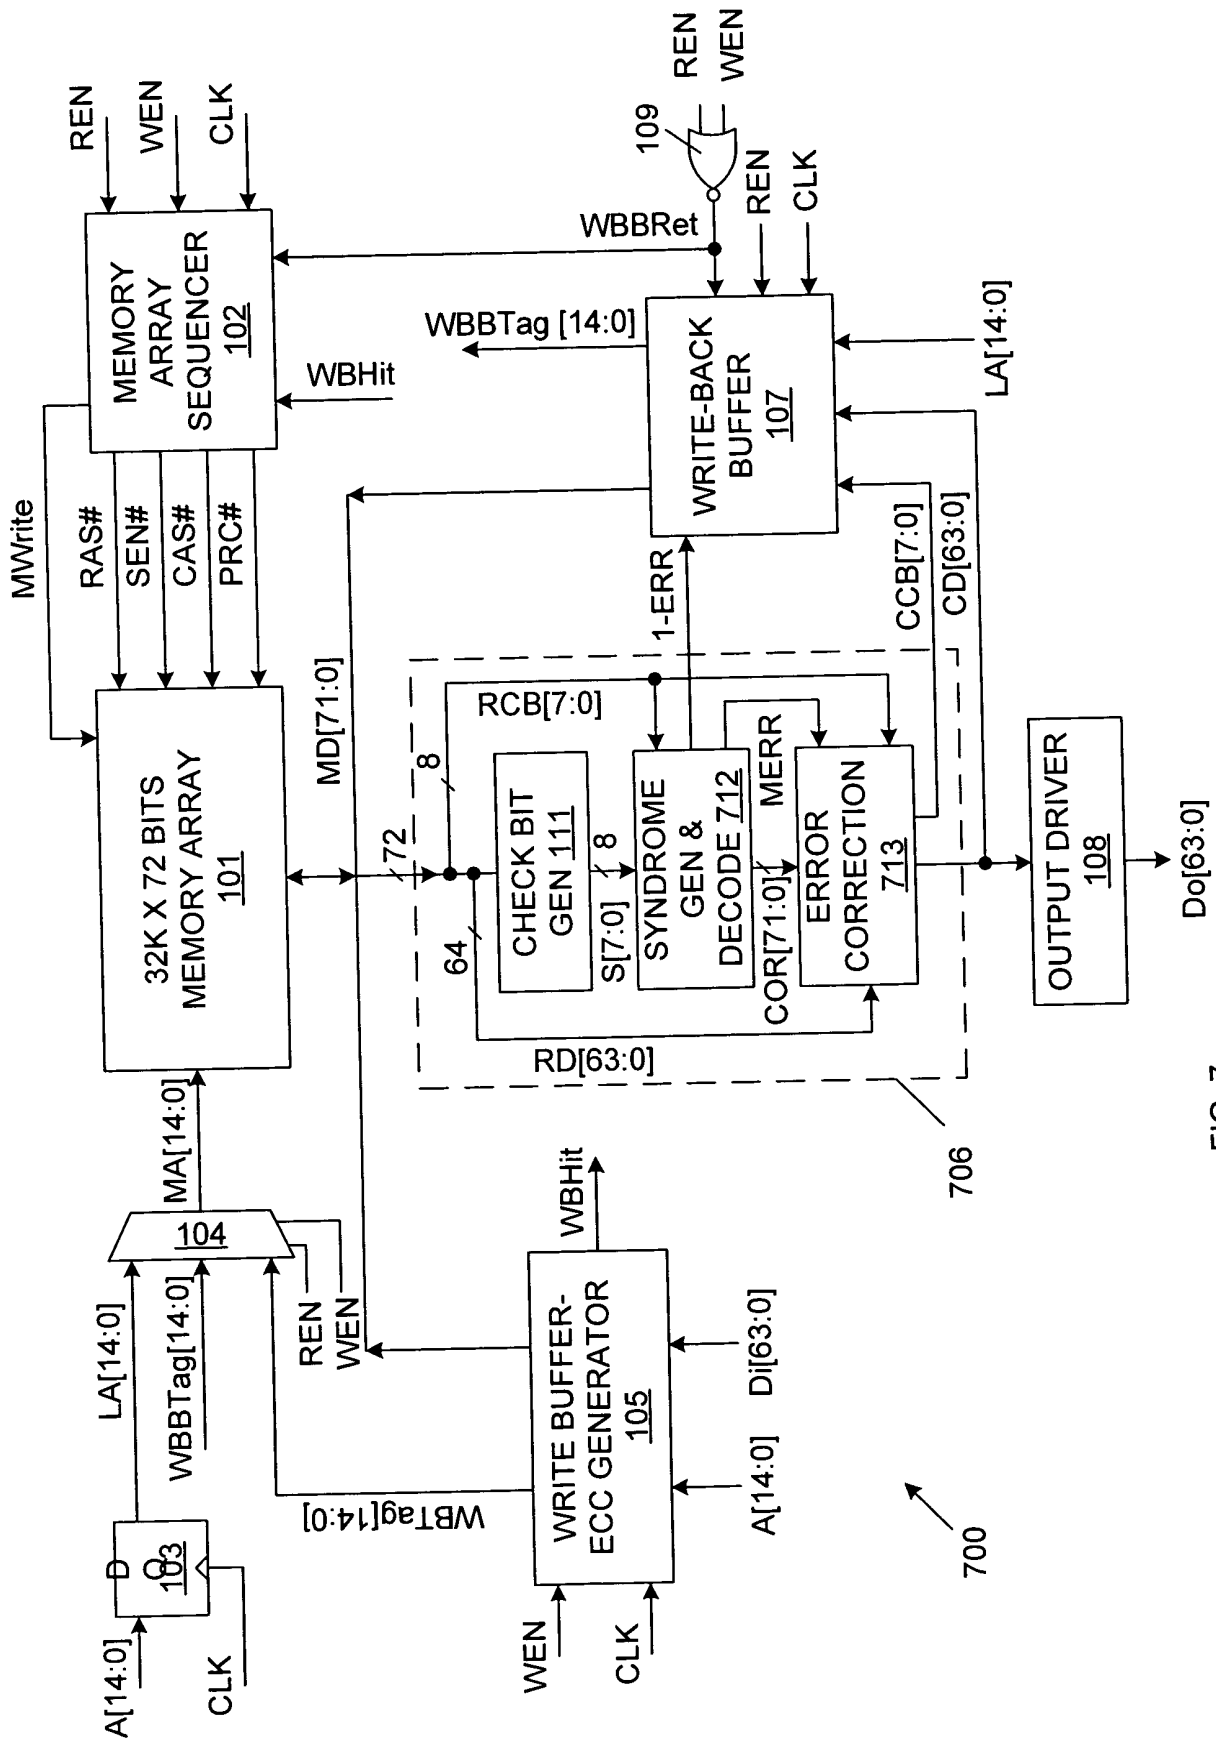 A[14:0]
CLK
D
Q
103
LA[14:0]
WBBTag[14:0]
WBTag[14:0]
104
REN
WEN
MA[14:0]
32K X 72 BITS
MEMORY ARRAY
101
MWrite
RAS#
SEN#
CAS#
PRC#
MEMORY
ARRAY
SEQUENCER
102
REN
WEN
CLK
WBHit
WBBRet
WEN
CLK
WRITE BUFFER-
ECC GENERATOR
105
A[14:0]
Di[63:0]
WBHit
MD[71:0]
72
8
64
RCB[7:0]
RD[63:0]
CHECK BIT
GEN 111
8
S[7:0]
SYNDROME
GEN &
DECODE 712
1-ERR
MERR
COR[71:0]
ERROR
CORRECTION
713
706
CCB[7:0]
CD[63:0]
WBBTag [14:0]
WRITE-BACK
BUFFER
107
109
REN
WEN
REN
CLK
LA[14:0]
OUTPUT DRIVER
108
Do[63:0]
700
FIG. 7